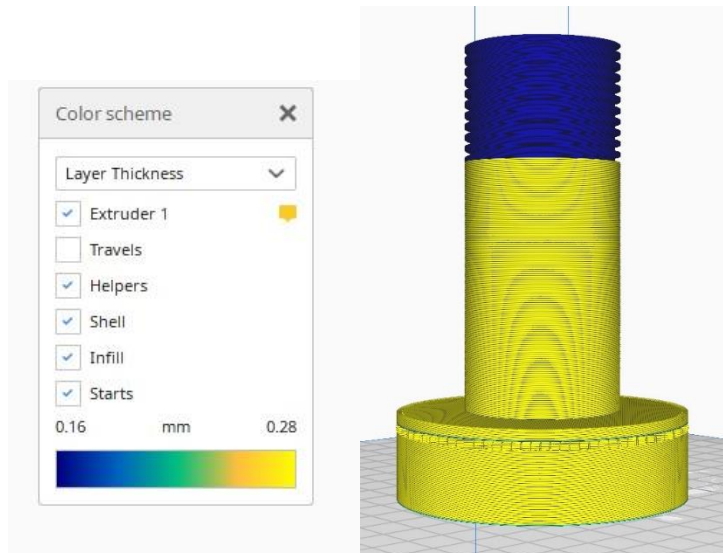 Color scheme
Layer Thickness
Extruder 1
Travels
Helpers
Shell
Infill
Starts
0.16 mm 0.28